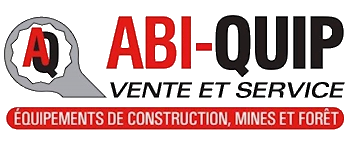 AQ
ABI-QUIP
VENTE ET SERVICE
ÉQUIPEMENTS DE CONSTRUCTION, MINES ET FORÊT